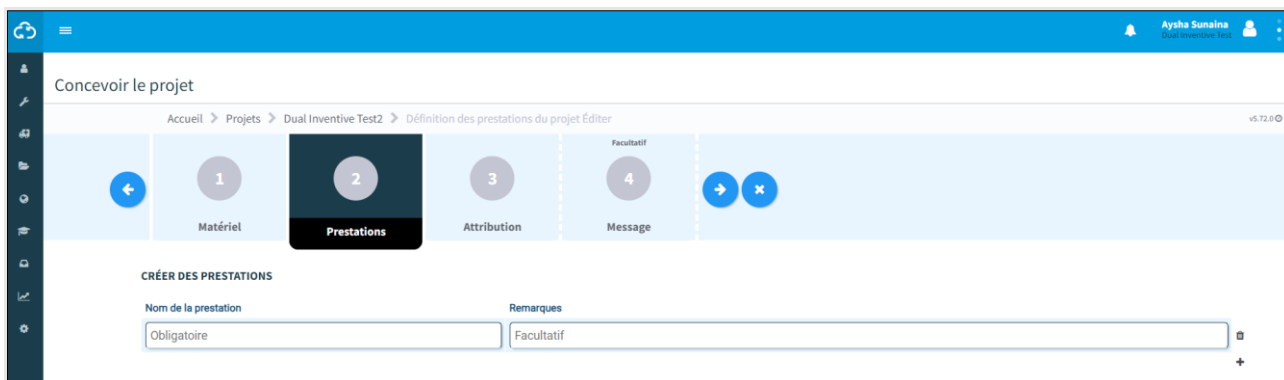 Aysha Sunaina
Dual Inventive Test
Concevoir le projet
Accueil > Projets > Dual Inventive Test2 > Définition des prestations du projet Éditer
v5.72.0
1
Matériel
2
Prestations
3
Attribution
Facultatif
4
Message
CRÉER DES PRESTATIONS
Nom de la prestation Remarques
Obligatoire Facultatif